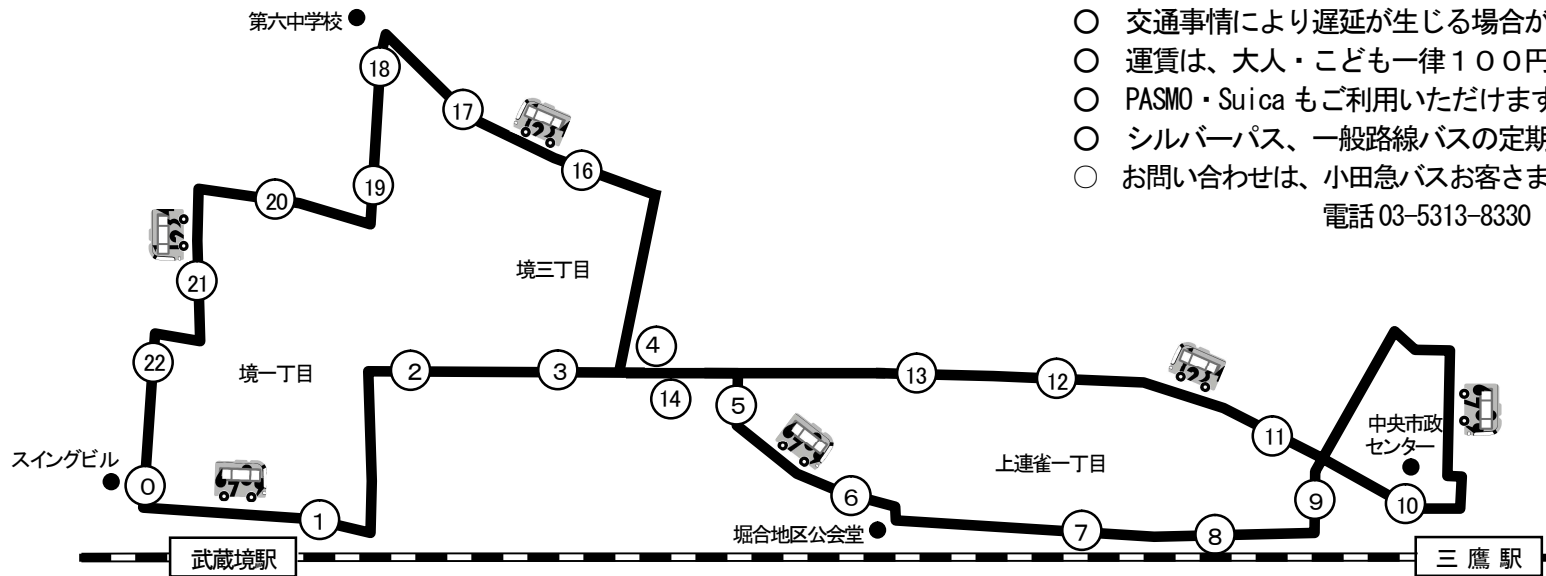 第六中学校
○ 交通事情により遅延が生じる場合が
○ 運賃は、大人・こども一律１００円
○ PASMO・Suica もご利用いただけます
○ シルバーパス、一般路線バスの定期
○ お問い合わせは、小田急バスお客さま
電話 03-5313-8330
18
17
16
19
20
21
境三丁目
22
境一丁目
2
3
4
14
5
13
12
11
中央市政
センター
スイングビル
0
1
6
上連雀一丁目
9
10
堀合地区公会堂
7
8
武蔵境駅
三鷹駅